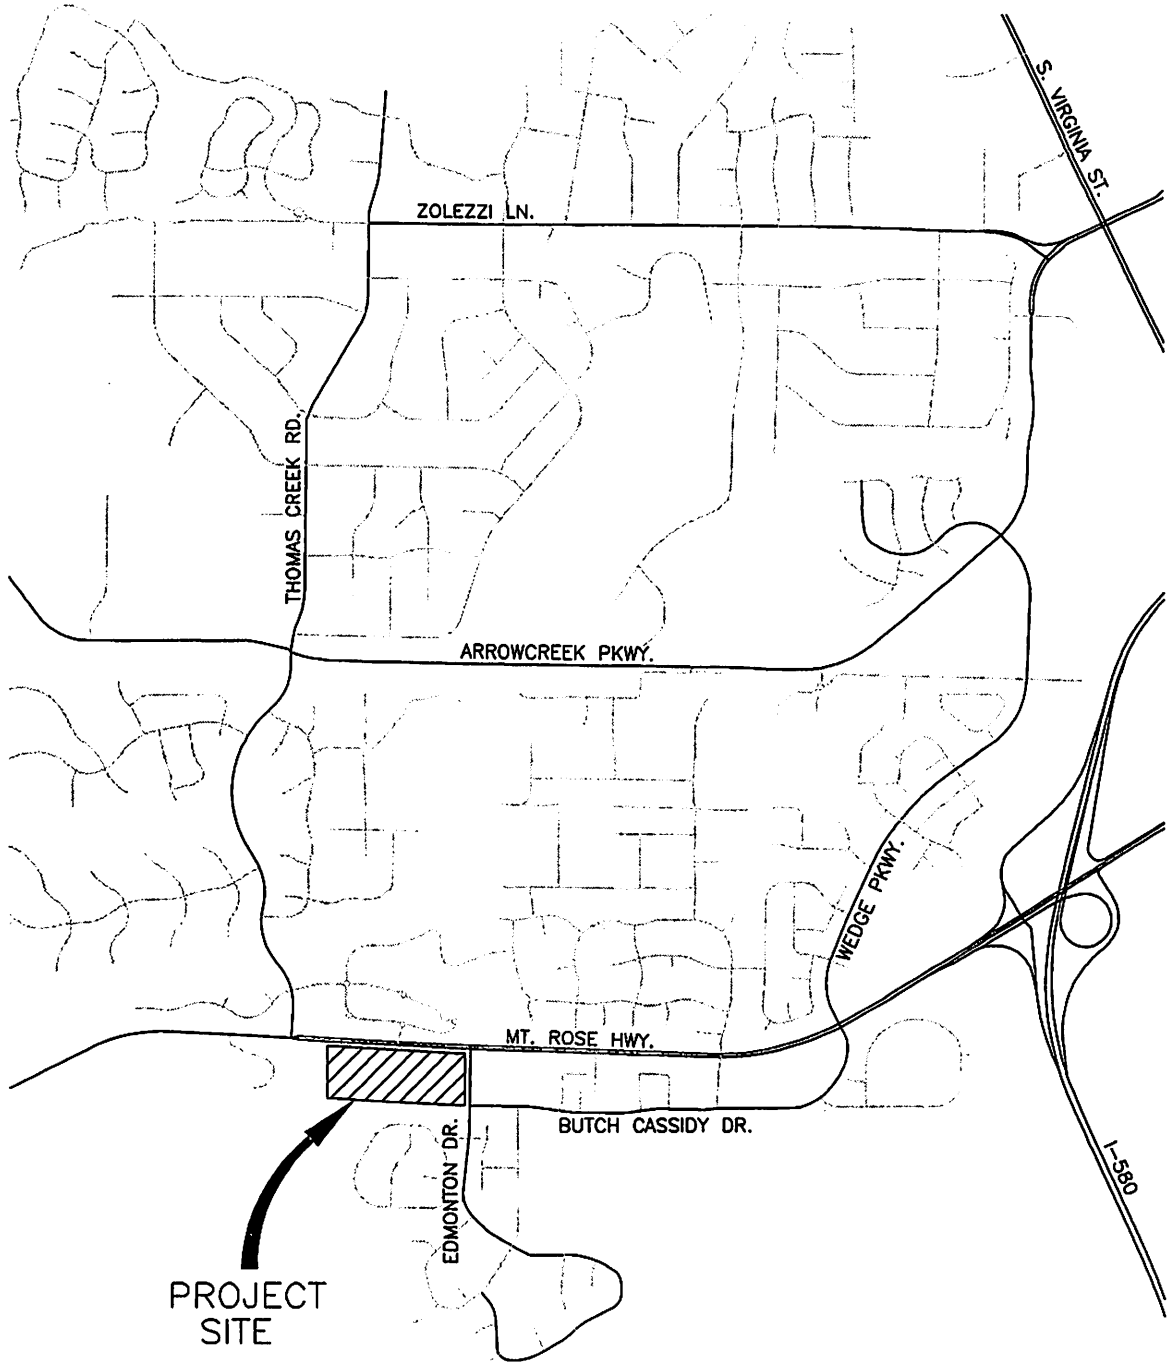 S. VIRGINIA ST.
ZOLEZZI LN.
THOMAS CREEK RD.
ARROWCREEK PKWY.
WEDGE PKWY.
MT. ROSE HWY.
BUTCH CASSIDY DR.
EDMONTON DR.
I-580
PROJECT
SITE